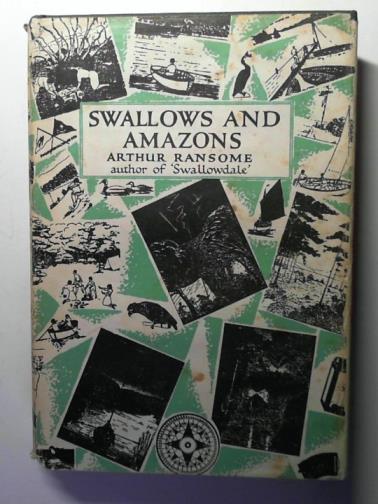 SWALLOWS AND
AMAZONS
ARTHUR RANSOME
author of 'Swallowdale'